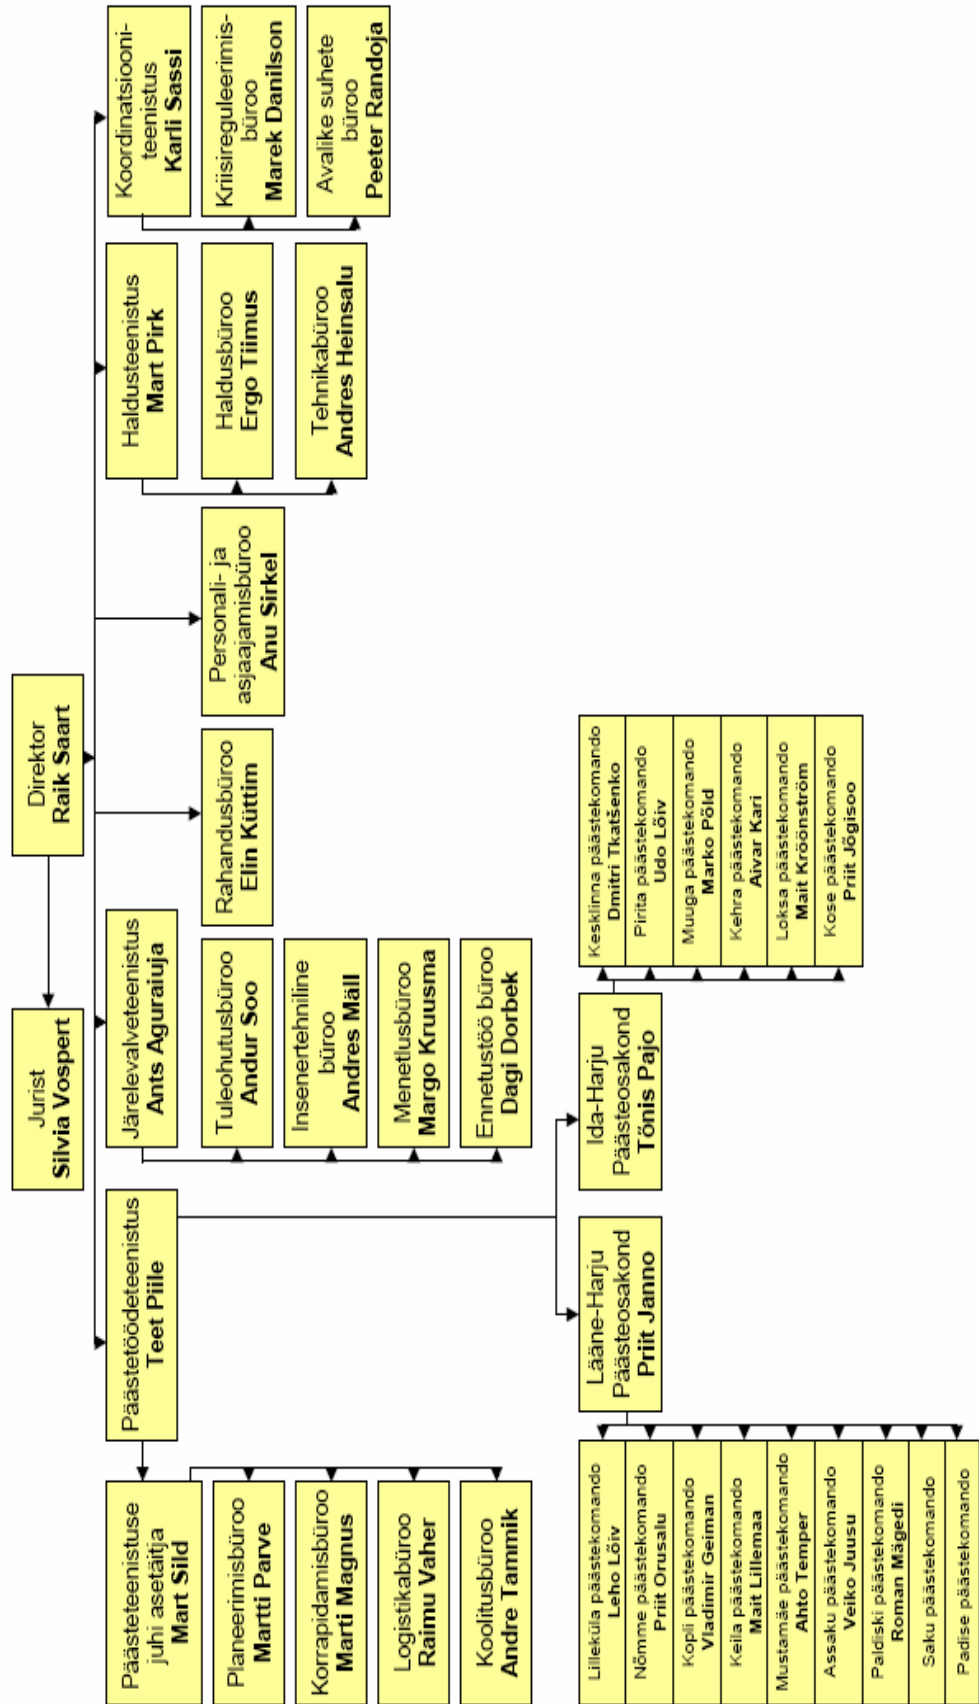 Jurist
Silvia Vospert
Direktor
Raik Saart
Päästetöödeteenistus
Teet Piile
Järelevalveteenistus
Ants Aguraiuja
Haldusteenistus
Mart Pirk
Koordinatsiooni-
teenistus
Karli Sassi
Päästeteenistuse
juhi asetäitja
Mart Sild
Planeerimisbüroo
Martti Parve
Korrapidamisbüroo
Marti Magnus
Logistikabüroo
Raimu Vaher
Koolitusbüroo
Andre Tammik
Tuleohutusbüroo
Andur Soo
Insenertehniline
büroo
Andres Mäll
Menetlusbüroo
Margo Kruusma
Ennetustöö büroo
Dagi Dorbek
Rahandusbüroo
Elin Küttim
Personali- ja
asjaajamisbüroo
Anu Sirkel
Haldusbüroo
Ergo Tiimus
Tehnikabüroo
Andres Heinsalu
Kriisireguleerimis-
büroo
Marek Danilson
Avalike suhete
büroo
Peeter Randoja
Lääne-Harju
Päästeosakond
Priit Janno
Ida-Harju
Päästeosakond
Tõnis Pajo
Lilleküla päästekomando
Leho Lõiv
Nõmme päästekomando
Priit Orusalu
Kopli päästekomando
Vladimir Geiman
Keila päästekomando
Mait Lillemaa
Mustamäe päästekomando
Ahto Temper
Assaku päästekomando
Veiko Juusu
Paldiski päästekomando
Roman Mägedi
Saku päästekomando
Padise päästekomando
Kesklinna päästekomando
Dmitri Tkatšenko
Pirita päästekomando
Udo Lõiv
Muuga päästekomando
Marko Põld
Kehra päästekomando
Aivar Kari
Loksa päästekomando
Mait Kröönström
Kose päästekomando
Priit Jõgisoo